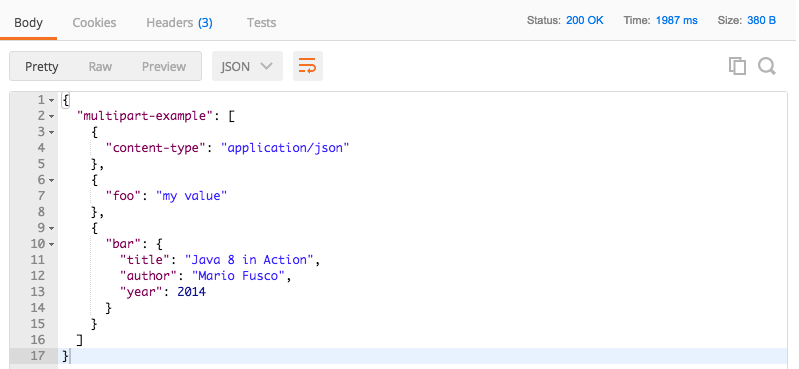 Body Cookies Headers (3) Tests Status: 200 OK Time: 1987 ms Size: 380 B
Pretty Raw Preview JSON
1 {
2 "multipart-example": [
3 {
4 "content-type": "application/json"
5 },
6 {
7 "foo": "my value"
8 },
9 {
10 "bar": {
11 "title": "Java 8 in Action",
12 "author": "Mario Fusco",
13 "year": 2014
14 }
15 }
16 ]
17 }